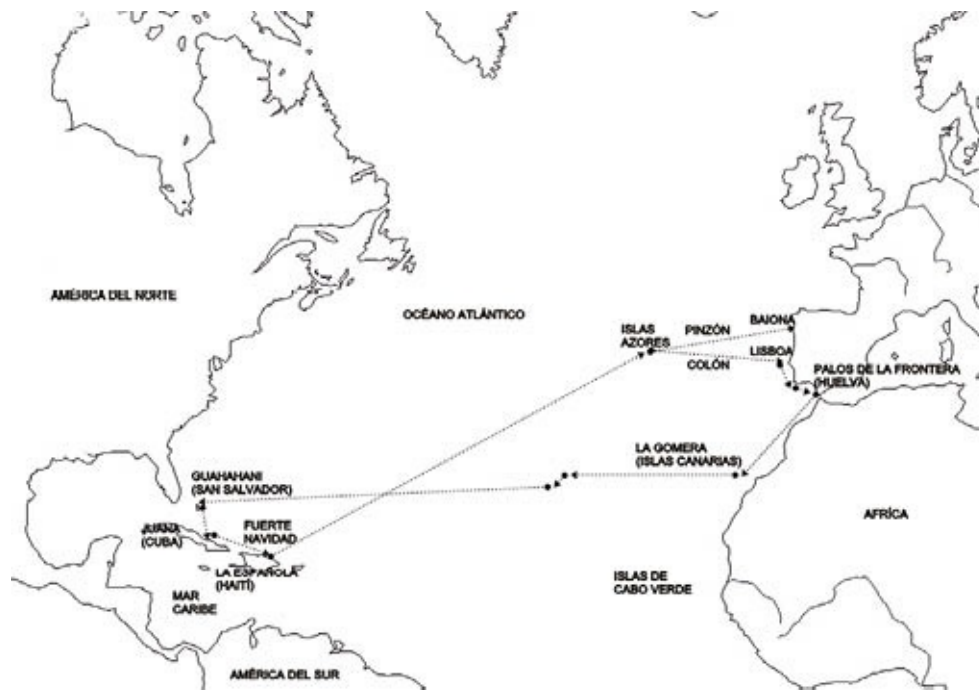 AMÉRICA DEL NORTE
OCÉANO ATLÁNTICO
ISLAS
AZORES
PINZÓN
BAIONA
COLÓN
LISBOA
PALOS DE LA FRONTERA
(HUELVA)
LA GOMERA
(ISLAS CANARIAS)
GUAHAHANI
(SAN SALVADOR)
JUANA
(CUBA)
FUERTE
NAVIDAD
LA ESPAÑOLA
(HAITÍ)
MAR
CARIBE
ISLAS DE
CABO VERDE
AFRÍCA
AMÉRICA DEL SUR